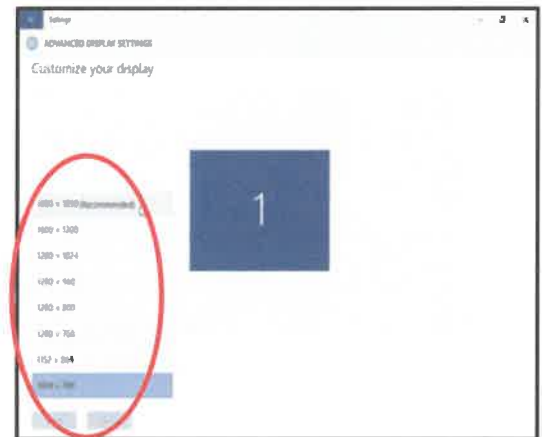 Settings
ADVANCED DISPLAY SETTINGS
Customize your display
1
(Recommended)
1600 × 1200
1280 × 1024
1280 × 960
1280 × 800
1280 × 768
1152 × 864